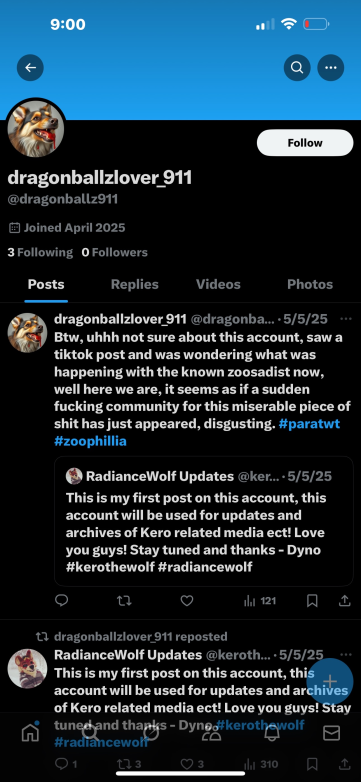 9:00
Follow
dragonballzlover_911
@dragonballz911
Joined April 2025
3 Following 0 Followers
Posts Replies Videos Photos
dragonballzlover_911 @dragonba... · 5/5/25
Btw, uhhh not sure about this account, saw a
tiktok post and was wondering what was
happening with the known zoosadist now,
well here we are, it seems as if a sudden
fucking community for this miserable piece of
shit has just appeared, disgusting. #paratwt
#zoophillia
RadianceWolf Updates @ker... · 5/5/25
This is my first post on this account, this
account will be used for updates and
archives of Kero related media ect! Love
you guys! Stay tuned and thanks - Dyno
#kerothewolf #radiancewolf
121
dragonballzlover_911 reposted
RadianceWolf Updates @keroth... · 5/5/25
This is my first post on this account, this
account will be used for updates and archives
of Kero related media ect! Love you guys! Stay
tuned and thanks - Dyno #kerothewolf
#radiancewolf
1 3 3 310